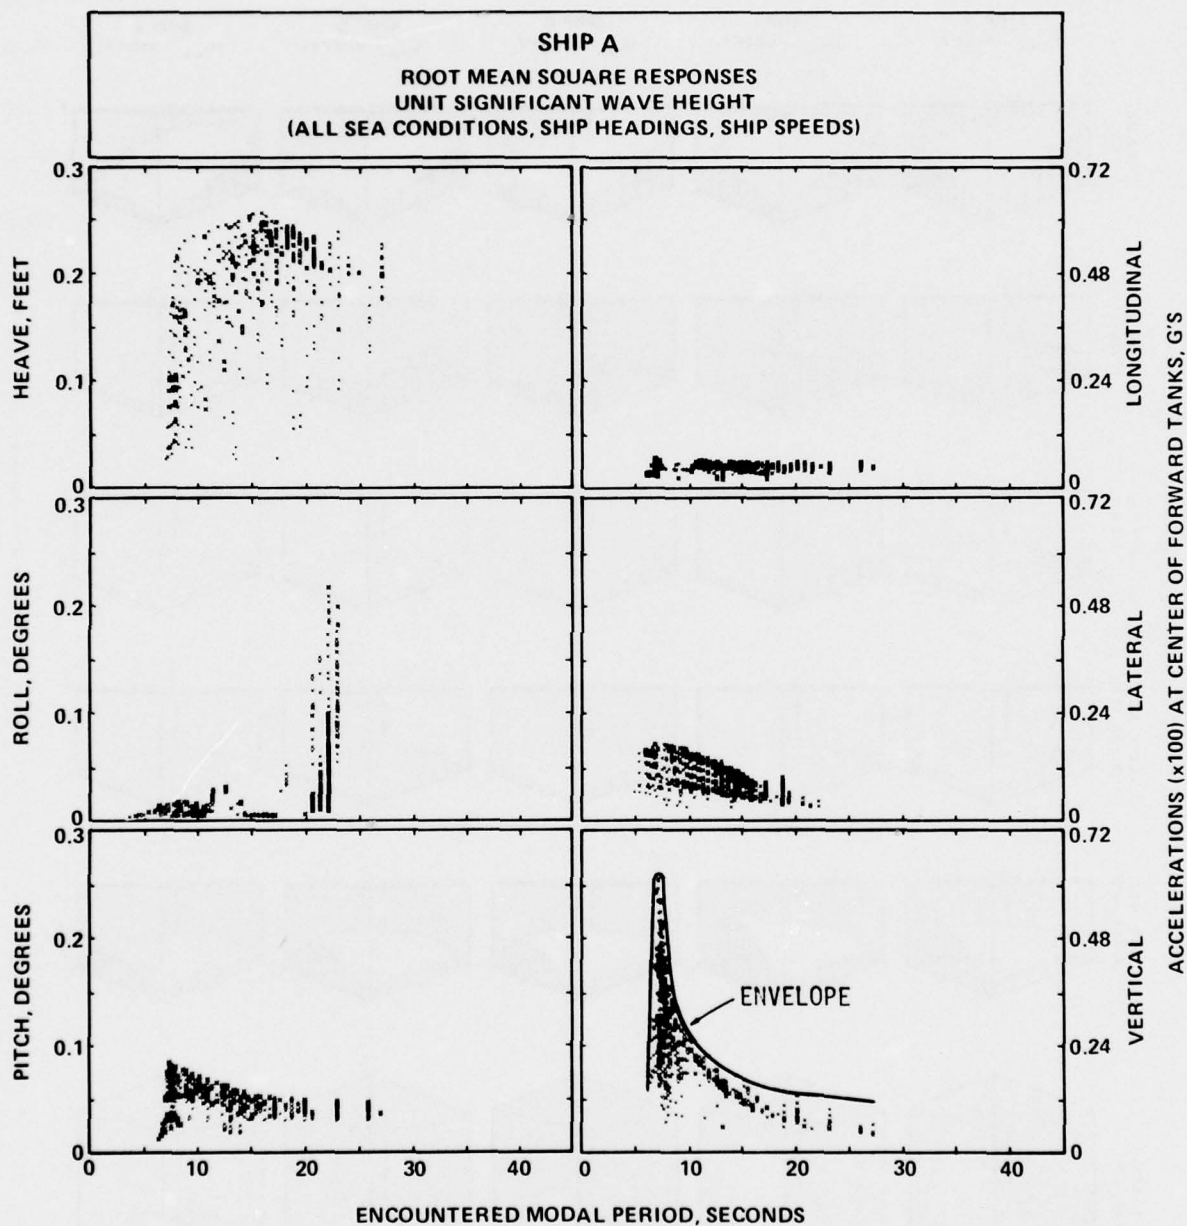 SHIP A
ROOT MEAN SQUARE RESPONSES
UNIT SIGNIFICANT WAVE HEIGHT
(ALL SEA CONDITIONS, SHIP HEADINGS, SHIP SPEEDS)
HEAVE, FEET
0.3
0.2
0.1
0
0.72
0.48
0.24
0
LONGITUDINAL
ROLL, DEGREES
0.3
0.2
0.1
0
0.72
0.48
0.24
0
LATERAL
PITCH, DEGREES
0.3
0.2
0.1
0
ENVELOPE
0.72
0.48
0.24
0
VERTICAL
ACCELERATIONS (x100) AT CENTER OF FORWARD TANKS, G'S
0 10 20 30 40
0 10 20 30 40
ENCOUNTERED MODAL PERIOD, SECONDS